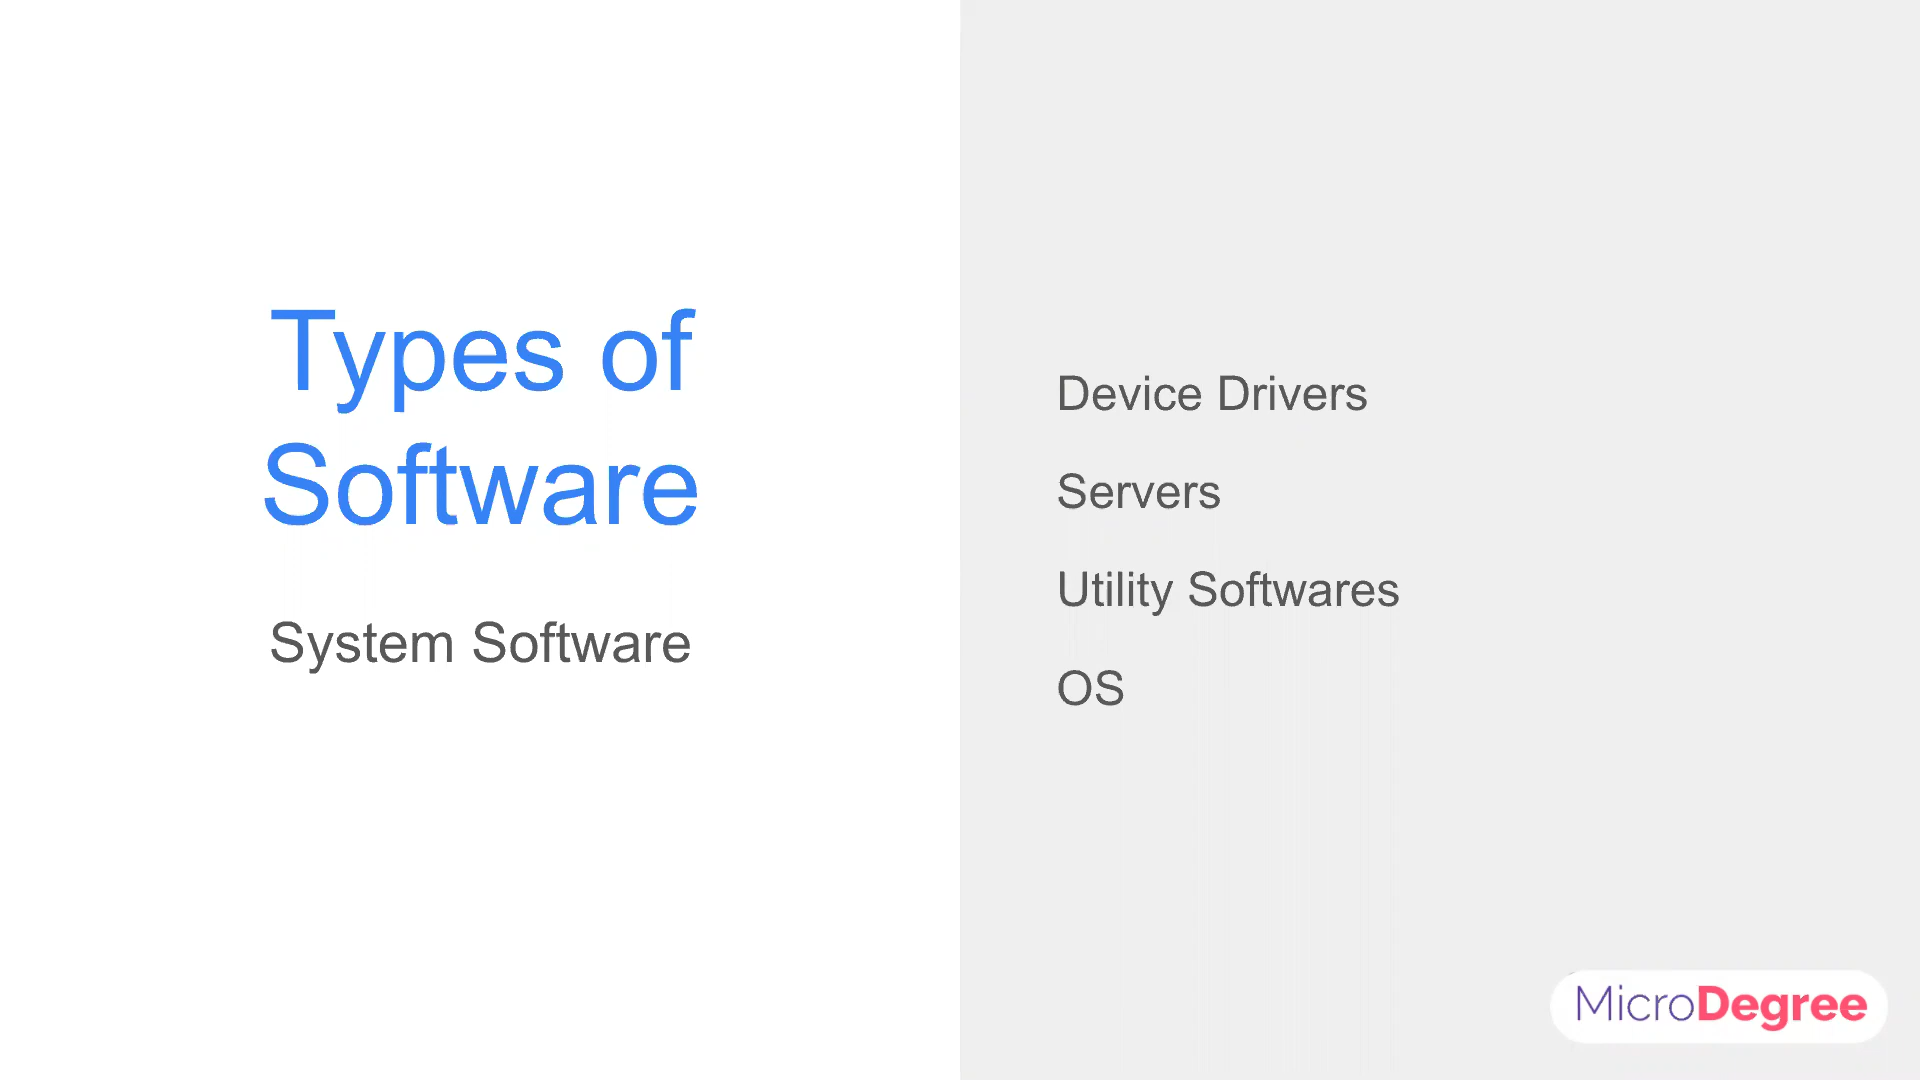 Types of
Software
System Software
Device Drivers
Servers
Utility Softwares
OS
MicroDegree